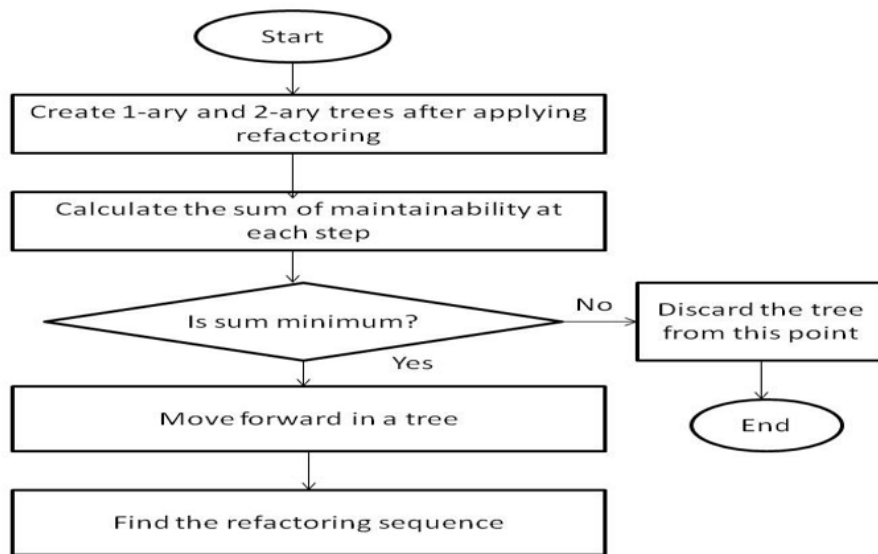 Start
Create 1-ary and 2-ary trees after applying
refactoring
Calculate the sum of maintainability at
each step
Is sum minimum?
No
Discard the tree
from this point
Yes
Move forward in a tree
End
Find the refactoring sequence